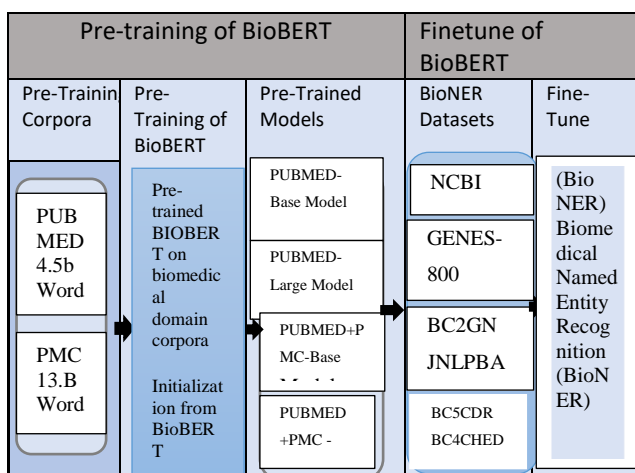 Pre-training of BioBERT
Finetune of
BioBERT
Pre-Training
Corpora
PUB
MED
4.5b
Word
PMC
13.B
Word
Pre-
Training of
BioBERT
Pre-
trained
BIOBER
T on
biomedic
al
domain
corpora
Initializat
ion from
BioBER
T
Pre-Trained
Models
PUBMED-
Base Model
PUBMED-
Large Model
PUBMED+P
MC-Base
PUBMED
+PMC -
BioNER
Datasets
NCBI
GENES-
800
BC2GN
JNLPBA
BC5CDR
BC4CHED
Fine-
Tune
(Bio
NER)
Biome
dical
Named
Entity
Recog
nition
(BioN
ER)